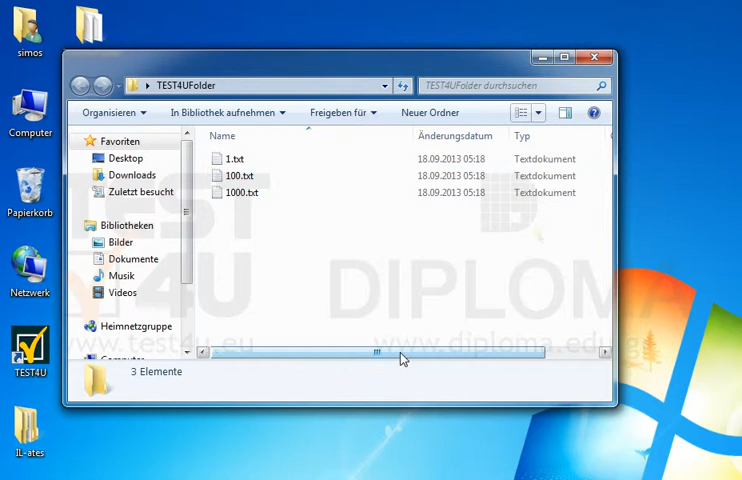 simos
Computer
Papierkorb
Netzwerk
TEST4U
IL-ates
TEST4UFolder
TEST4UFolder durchsuchen
Organisieren
In Bibliothek aufnehmen
Freigeben für
Neuer Ordner
Favoriten
Desktop
Downloads
Zuletzt besucht
Bibliotheken
Bilder
Dokumente
Musik
Videos
Heimnetzgruppe
Computer
Name Änderungsdatum Typ
1.txt 18.09.2013 05:18 Textdokument
100.txt 18.09.2013 05:18 Textdokument
1000.txt 18.09.2013 05:18 Textdokument
3 Elemente
TEST
4U
www.test4u.eu
DIPLOMA
www.diploma.edu.g